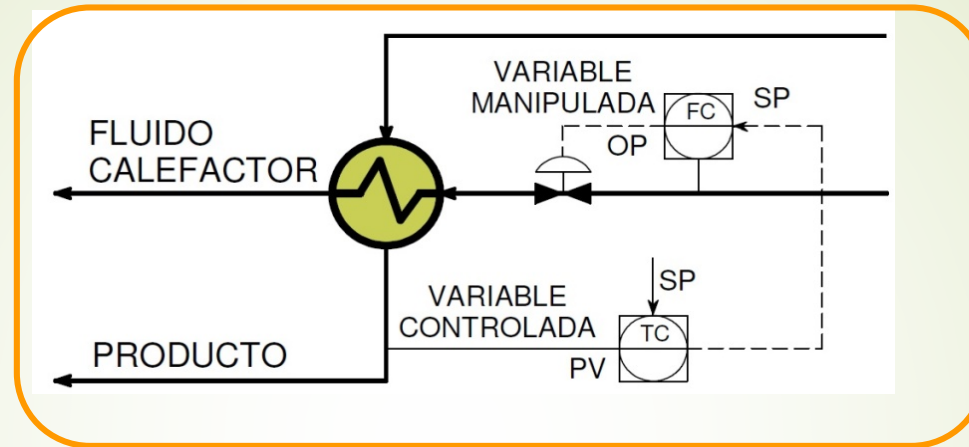 VARIABLE
MANIPULADA
FC
SP
OP
FLUIDO
CALEFACTOR
SP
VARIABLE
CONTROLADA
TC
PV
PRODUCTO